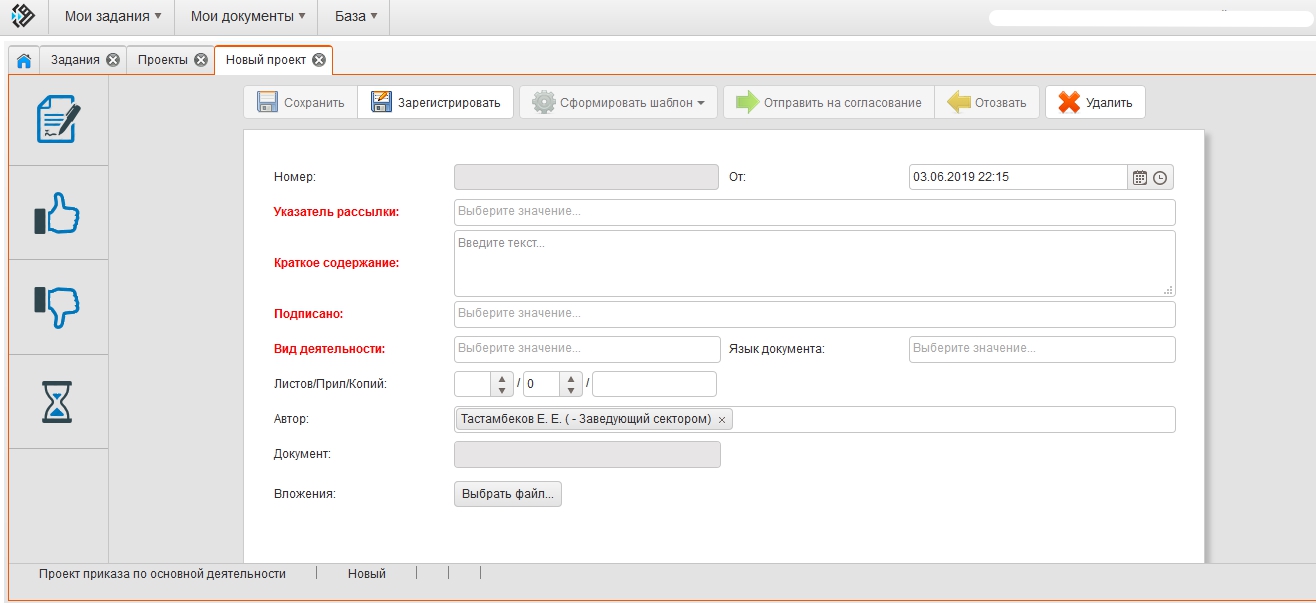 Мои задания Мои документы База
Задания Проекты Новый проект
Сохранить Зарегистрировать Сформировать шаблон Отправить на согласование Отозвать Удалить
Номер: От: 03.06.2019 22:15
Указатель рассылки: Выберите значение...
Введите текст...
Краткое содержание:
Подписано: Выберите значение...
Вид деятельности: Выберите значение... Язык документа: Выберите значение...
Листов/Прил/Копий: / 0 /
Автор: Тастамбеков Е. Е. ( - Заведующий сектором) ×
Документ:
Вложения: Выбрать файл...
Проект приказа по основной деятельности Новый